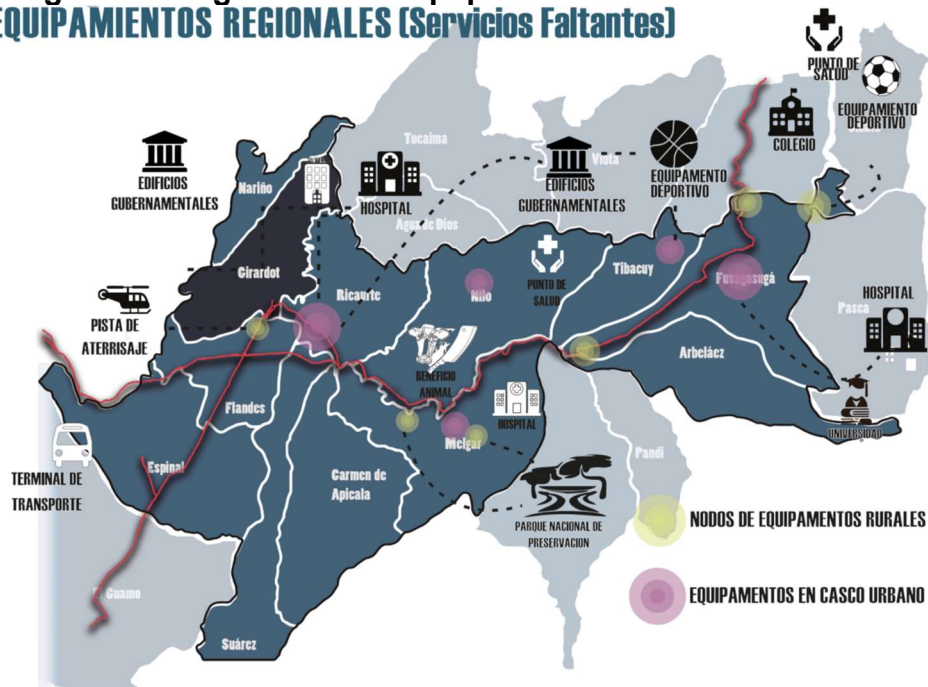 EQUIPAMIENTOS REGIONALES (Servicios Faltantes)
PUNTO DE
SALUD
EQUIPAMIENTO
DEPORTIVO
COLEGIO
Tocaima
EDIFICIOS
GUBERNAMENTALES
Nariño
HOSPITAL
Viotá
EDIFICIOS
GUBERNAMENTALES
EQUIPAMENTO
DEPORTIVO
Agua de Dios
Girardot
Ricaurte
Nilo
PUNTO DE
SALUD
Tibacuy
Fusagasugá
HOSPITAL
Pasca
PISTA DE
ATERRISAJE
BENEFICIO
ANIMAL
Arbeláez
Flandes
HOSPITAL
Melgar
UNIVERSIDAD
TERMINAL DE
TRANSPORTE
Espinal
Carmen de
Apicala
Pandi
PARQUE NACIONAL DE
PRESERVACION
NODOS DE EQUIPAMENTOS RURALES
El Guamo
EQUIPAMENTOS EN CASCO URBANO
Suárez